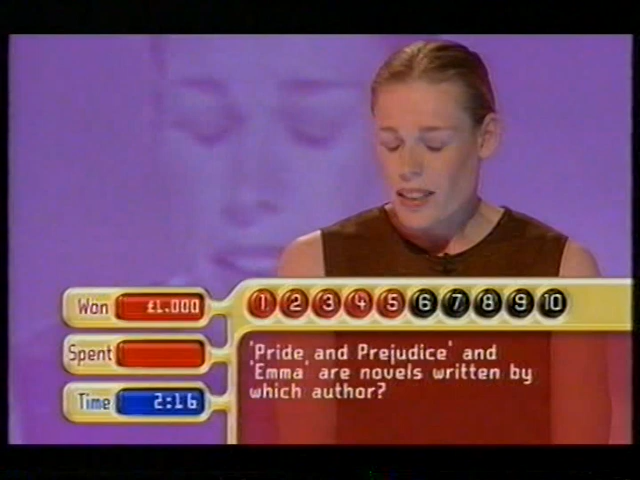 Won £1.000
1 2 3 4 5 6 7 8 9 10
Spent
Time 2:16
'Pride and Prejudice' and
'Emma' are novels written by
which author?